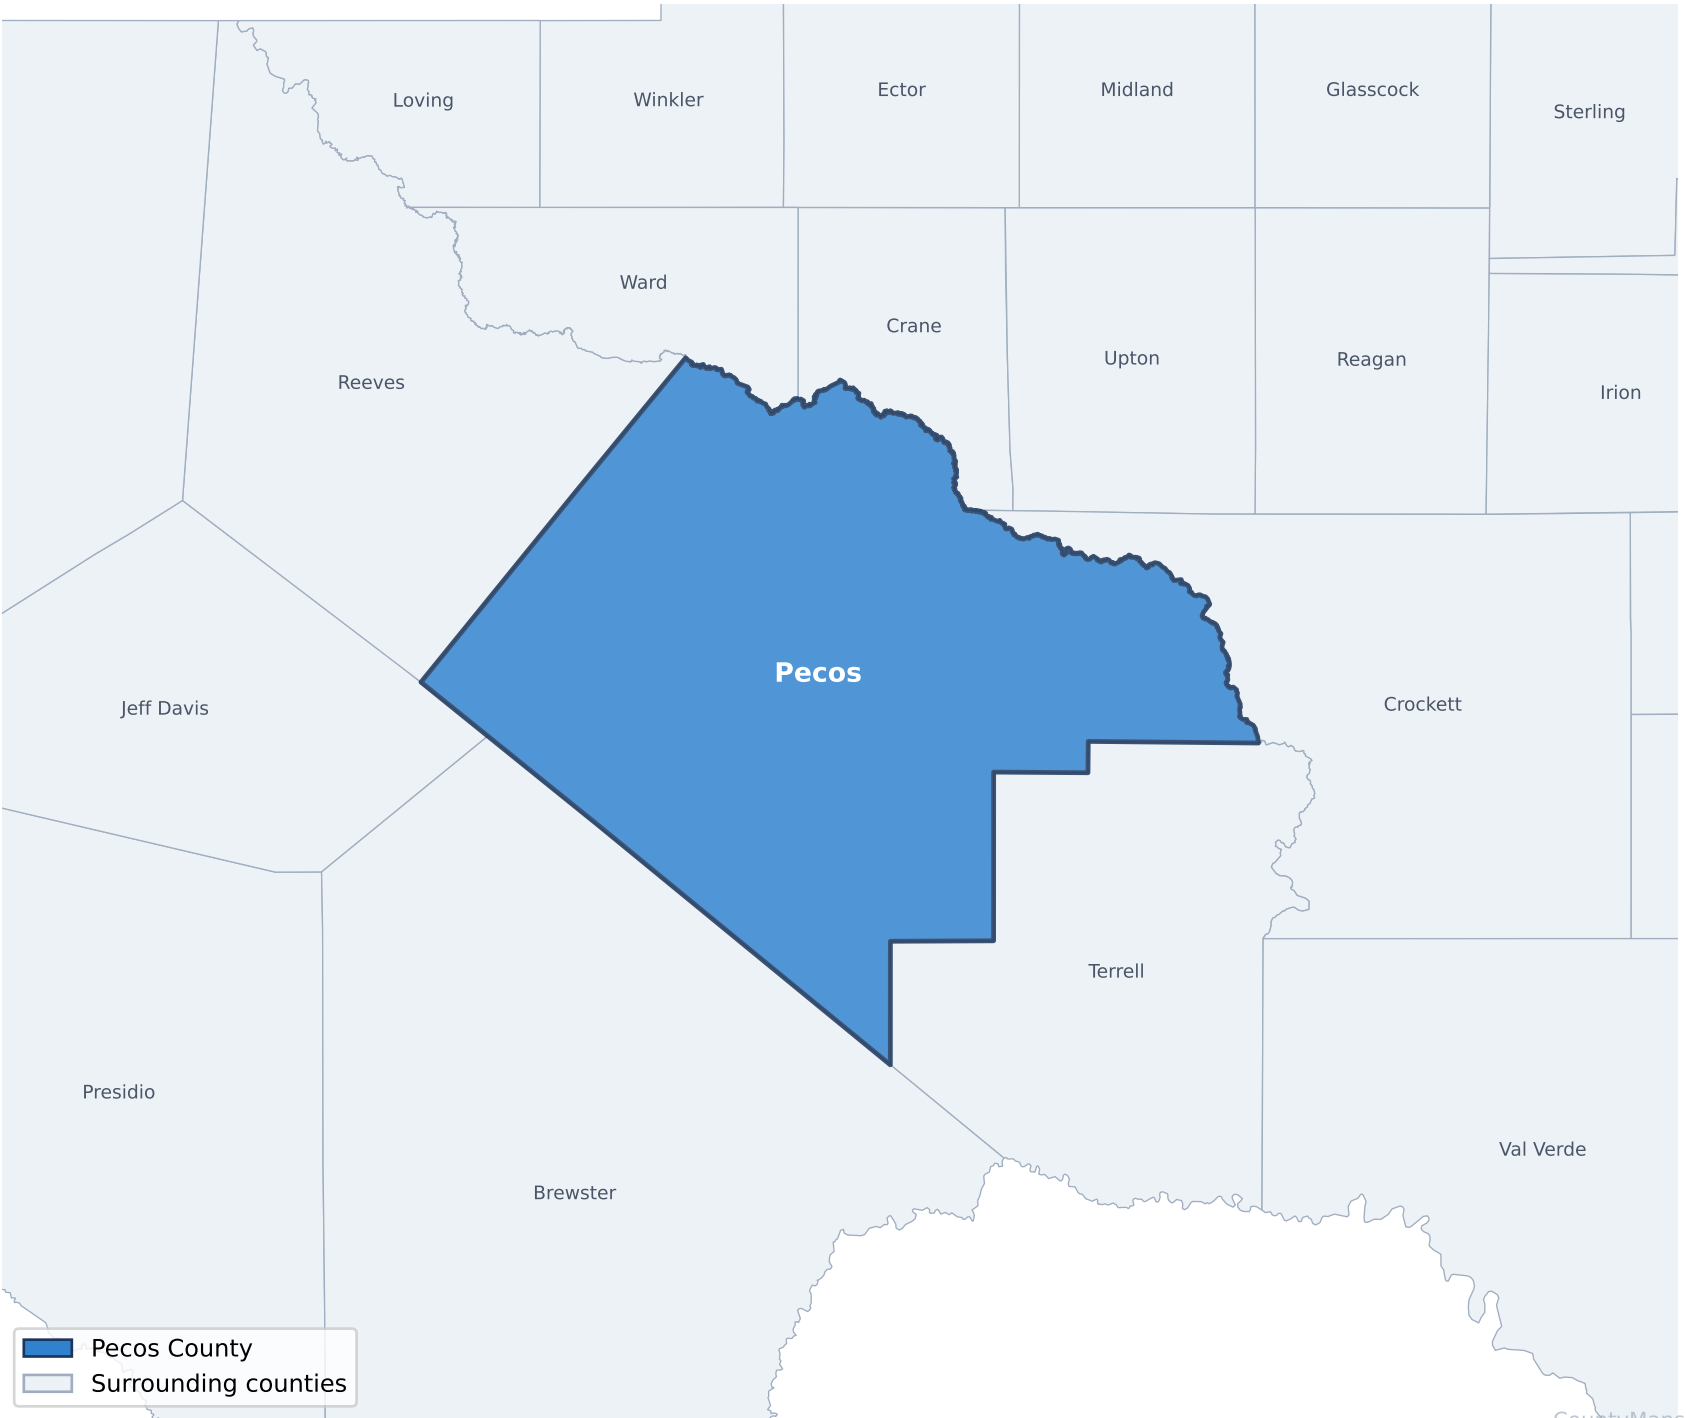 Loving
Winkler
Ector
Midland
Glasscock
Sterling
Ward
Crane
Upton
Reagan
Irion
Reeves
Pecos
Jeff Davis
Crockett
Terrell
Presidio
Brewster
Val Verde
Pecos County
Surrounding counties